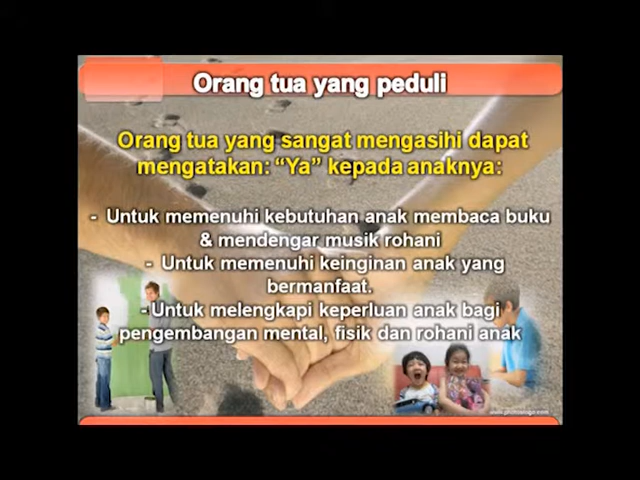 Orang tua yang peduli
Orang tua yang sangat mengasihi dapat
mengatakan: “Ya” kepada anaknya:
- Untuk memenuhi kebutuhan anak membaca buku
& mendengar musik rohani
- Untuk memenuhi keinginan anak yang
bermanfaat.
- Untuk melengkapi keperluan anak bagi
pengembangan mental, fisik dan rohani anak